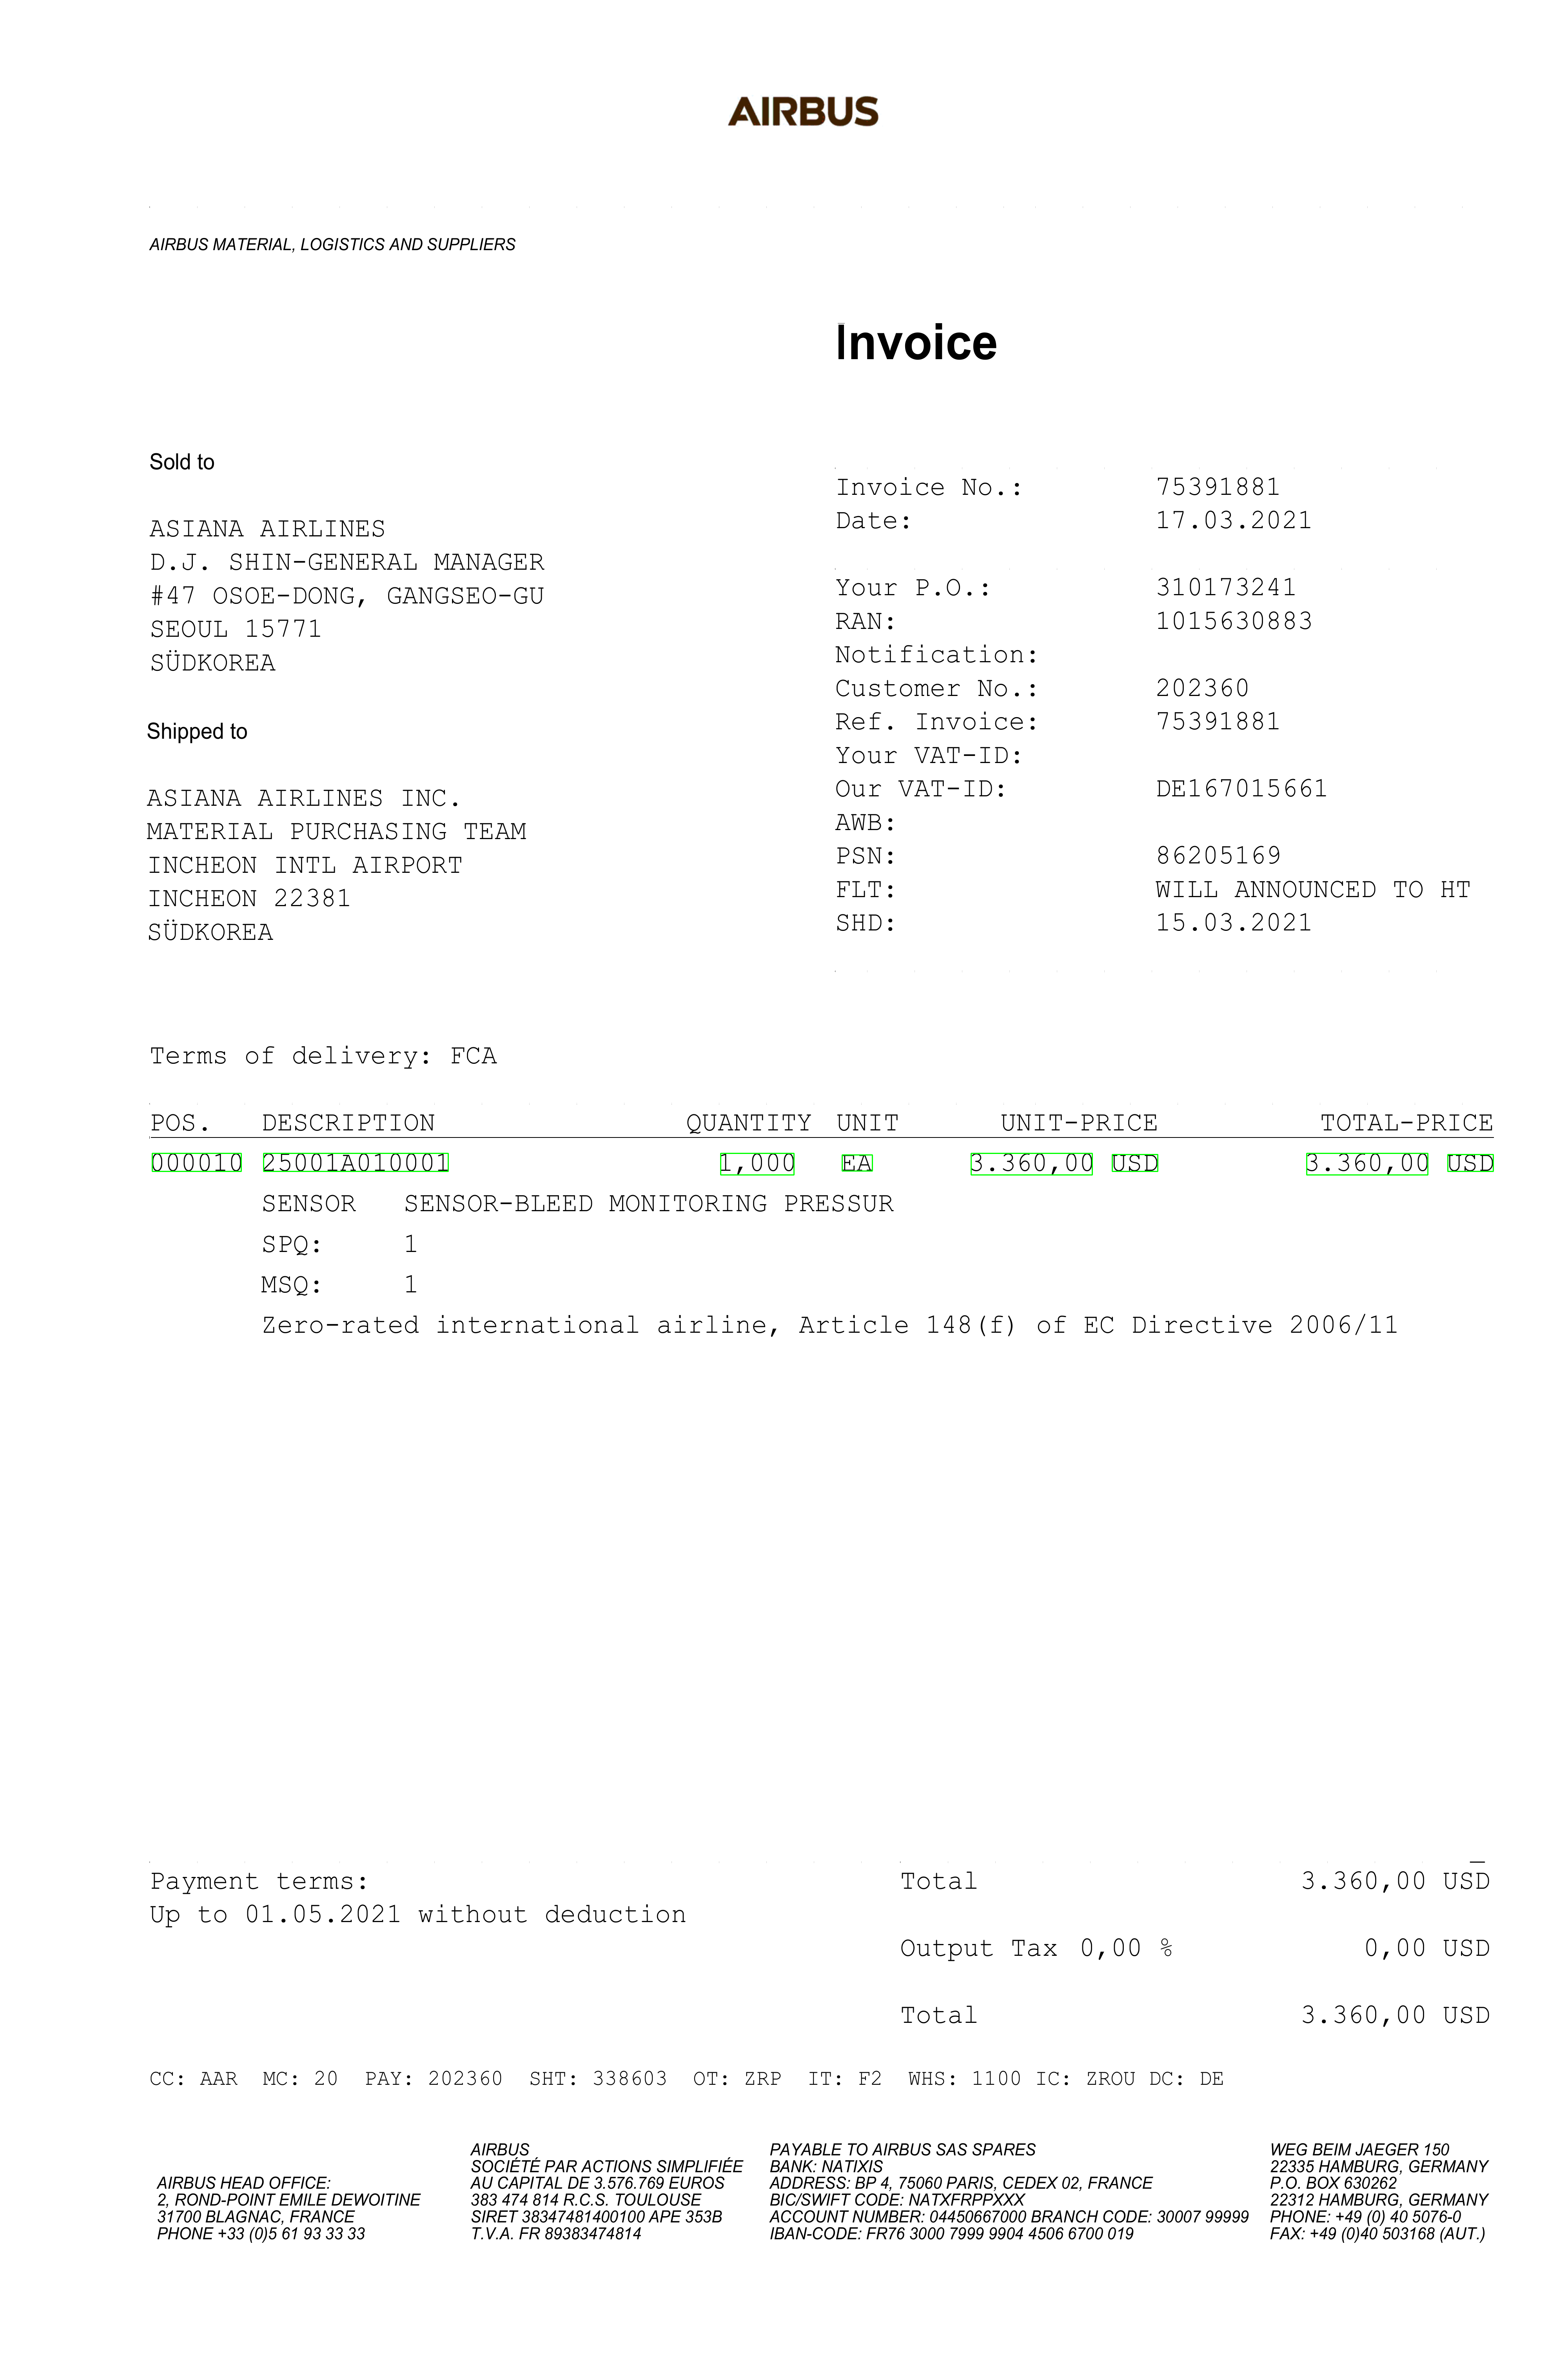 AIRBUS
AIRBUS MATERIAL, LOGISTICS AND SUPPLIERS
Invoice
Sold to
ASIANA AIRLINES
D.J. SHIN-GENERAL MANAGER
#47 OSOE-DONG, GANGSEO-GU
SEOUL 15771
SÜDKOREA
Shipped to
ASIANA AIRLINES INC.
MATERIAL PURCHASING TEAM
INCHEON INTL AIRPORT
INCHEON 22381
SÜDKOREA
Invoice No.: 75391881
Date: 17.03.2021
Your P.O.: 310173241
RAN: 1015630883
Notification:
Customer No.: 202360
Ref. Invoice: 75391881
Your VAT-ID:
Our VAT-ID: DE167015661
AWB:
PSN: 86205169
FLT: WILL ANNOUNCED TO HT
SHD: 15.03.2021
Terms of delivery: FCA
POS. DESCRIPTION QUANTITY UNIT UNIT-PRICE TOTAL-PRICE
000010 25001A010001 1,000 EA 3.360,00 USD 3.360,00 USD
SENSOR SENSOR-BLEED MONITORING PRESSUR
SPQ: 1
MSQ: 1
Zero-rated international airline, Article 148(f) of EC Directive 2006/11
Payment terms:
Up to 01.05.2021 without deduction
Total 3.360,00 USD
Output Tax 0,00 % 0,00 USD
Total 3.360,00 USD
CC: AAR MC: 20 PAY: 202360 SHT: 338603 OT: ZRP IT: F2 WHS: 1100 IC: ZROU DC: DE
AIRBUS HEAD OFFICE:
2, ROND-POINT EMILE DEWOITINE
31700 BLAGNAC, FRANCE
PHONE +33 (0)5 61 93 33 33
AIRBUS
SOCIÉTÉ PAR ACTIONS SIMPLIFIÉE
AU CAPITAL DE 3.576.769 EUROS
383 474 814 R.C.S. TOULOUSE
SIRET 38347481400100 APE 353B
T.V.A. FR 89383474814
PAYABLE TO AIRBUS SAS SPARES
BANK: NATIXIS
ADDRESS: BP 4, 75060 PARIS, CEDEX 02, FRANCE
BIC/SWIFT CODE: NATXFRPPXXX
ACCOUNT NUMBER: 04450667000 BRANCH CODE: 30007 99999
IBAN-CODE: FR76 3000 7999 9904 4506 6700 019
WEG BEIM JAEGER 150
22335 HAMBURG, GERMANY
P.O. BOX 630262
22312 HAMBURG, GERMANY
PHONE: +49 (0) 40 5076-0
FAX: +49 (0)40 503168 (AUT.)